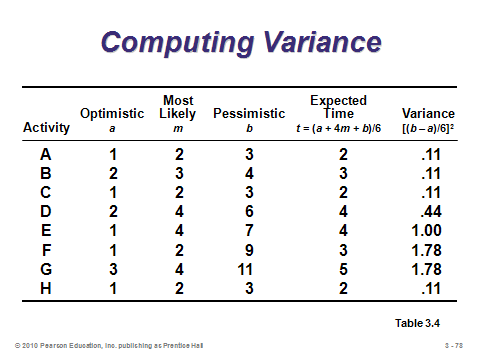 Computing Variance
Most Expected
Optimistic Likely Pessimistic Time Variance
Activity a m b t = (a + 4m + b)/6 [(b – a)/6]²
A 1 2 3 2 .11
B 2 3 4 3 .11
C 1 2 3 2 .11
D 2 4 6 4 .44
E 1 4 7 4 1.00
F 1 2 9 3 1.78
G 3 4 11 5 1.78
H 1 2 3 2 .11
Table 3.4
© 2010 Pearson Education, Inc. publishing as Prentice Hall 3 - 78